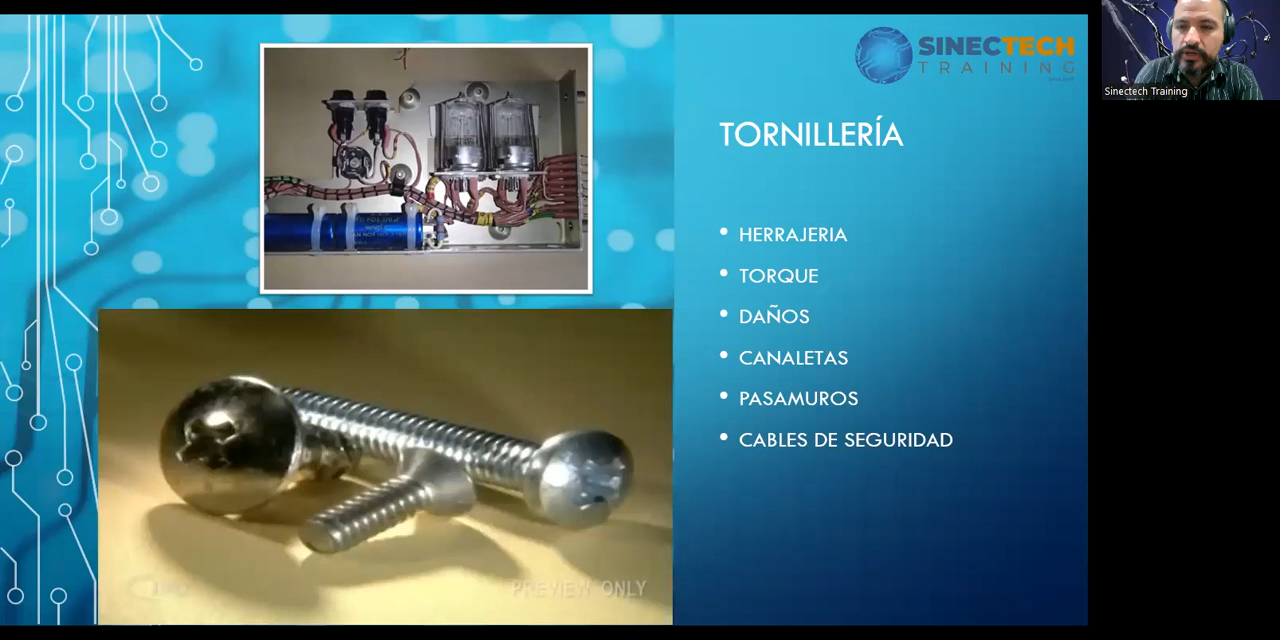 SINECTECH
TRAINING
Sinectech Training
TORNILLERÍA
• HERRAJERIA
• TORQUE
• DAÑOS
• CANALETAS
• PASAMUROS
• CABLES DE SEGURIDAD
PREVIEW ONLY